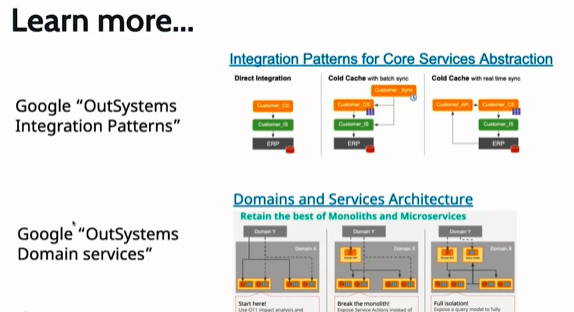 Learn more...
Integration Patterns for Core Services Abstraction
Direct Integration
Cold Cache with batch sync
Cold Cache with real time sync
Customer_Sync
Google “OutSystems
Integration Patterns”
Customer_CS
Customer_CS
Customer_API
Customer_CS
Customer_IS
Customer_IS
Customer_IS
ERP
ERP
ERP
Domains and Services Architecture
Retain the best of Monoliths and Microservices
Google “OutSystems
Domain services”
Domain Y
Domain Y
Domain Y
Domain X
Domain X
Domain X
Start here!
Break the monolith!
Full isolation!
Use O11 impact analysis and
Expose Service Actions instead of
Expose a query model to fully